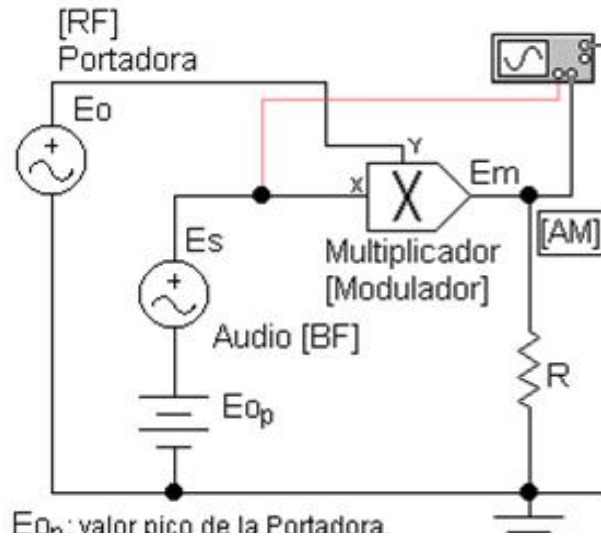 [RF]
Portadora
Eo
Y
X
Em
Es
[AM]
Multiplicador
[Modulador]
Audio [BF]
R
Eop
Eop: valor pico de la Portadora